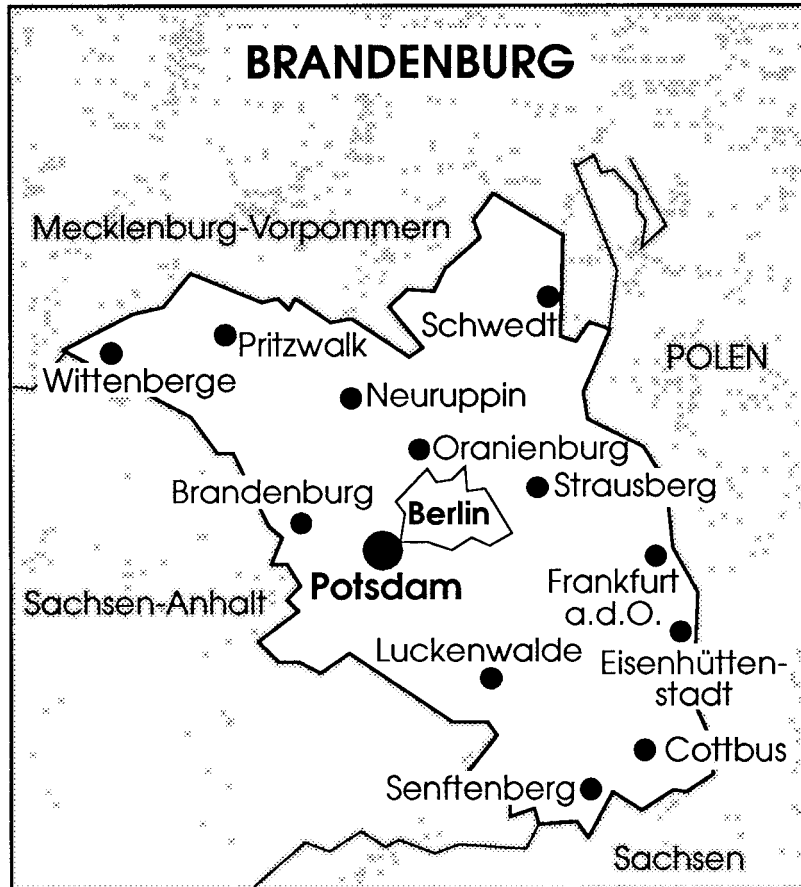 BRANDENBURG
Mecklenburg-Vorpommern
Schwedt
Pritzwalk
POLEN
Wittenberge
Neuruppin
Oranienburg
Strausberg
Brandenburg
Berlin
Potsdam
Frankfurt
a.d.O.
Sachsen-Anhalt
Luckenwalde
Eisenhütten-
stadt
Cottbus
Senftenberg
Sachsen